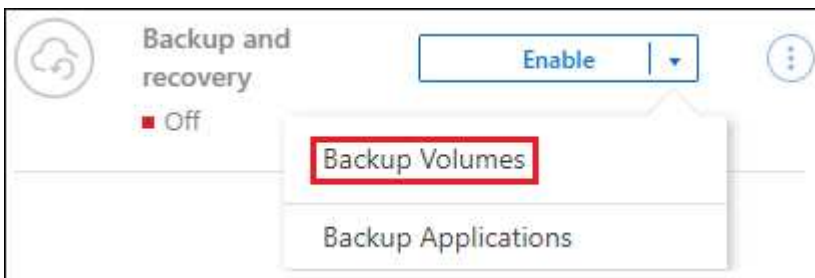 Backup and
recovery
Enable
Off
Backup Volumes
Backup Applications